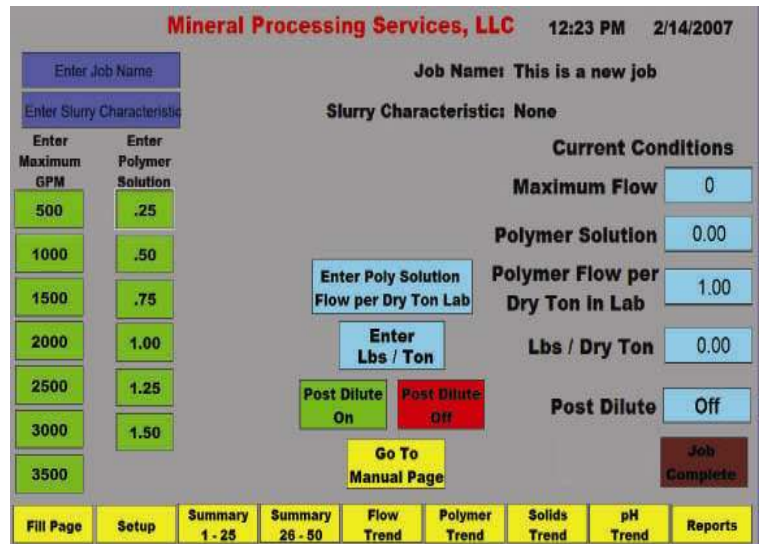 Mineral Processing Services, LLC 12:23 PM 2/14/2007
Enter Job Name
Job Name: This is a new job
Enter Slurry Characteristic
Slurry Characteristic: None
Enter
Maximum
GPM
Enter
Polymer
Solution
500
1000
1500
2000
2500
3000
3500
.25
.50
.75
1.00
1.25
1.50
Enter Poly Solution
Flow per Dry Ton Lab
Enter
Lbs / Ton
Post Dilute
On
Post Dilute
Off
Go To
Manual Page
Current Conditions
Maximum Flow 0
Polymer Solution 0.00
Polymer Flow per
Dry Ton in Lab 1.00
Lbs / Dry Ton 0.00
Post Dilute Off
Job
Complete
Fill Page
Setup
Summary
1 - 25
Summary
26 - 50
Flow
Trend
Polymer
Trend
Solids
Trend
pH
Trend
Reports